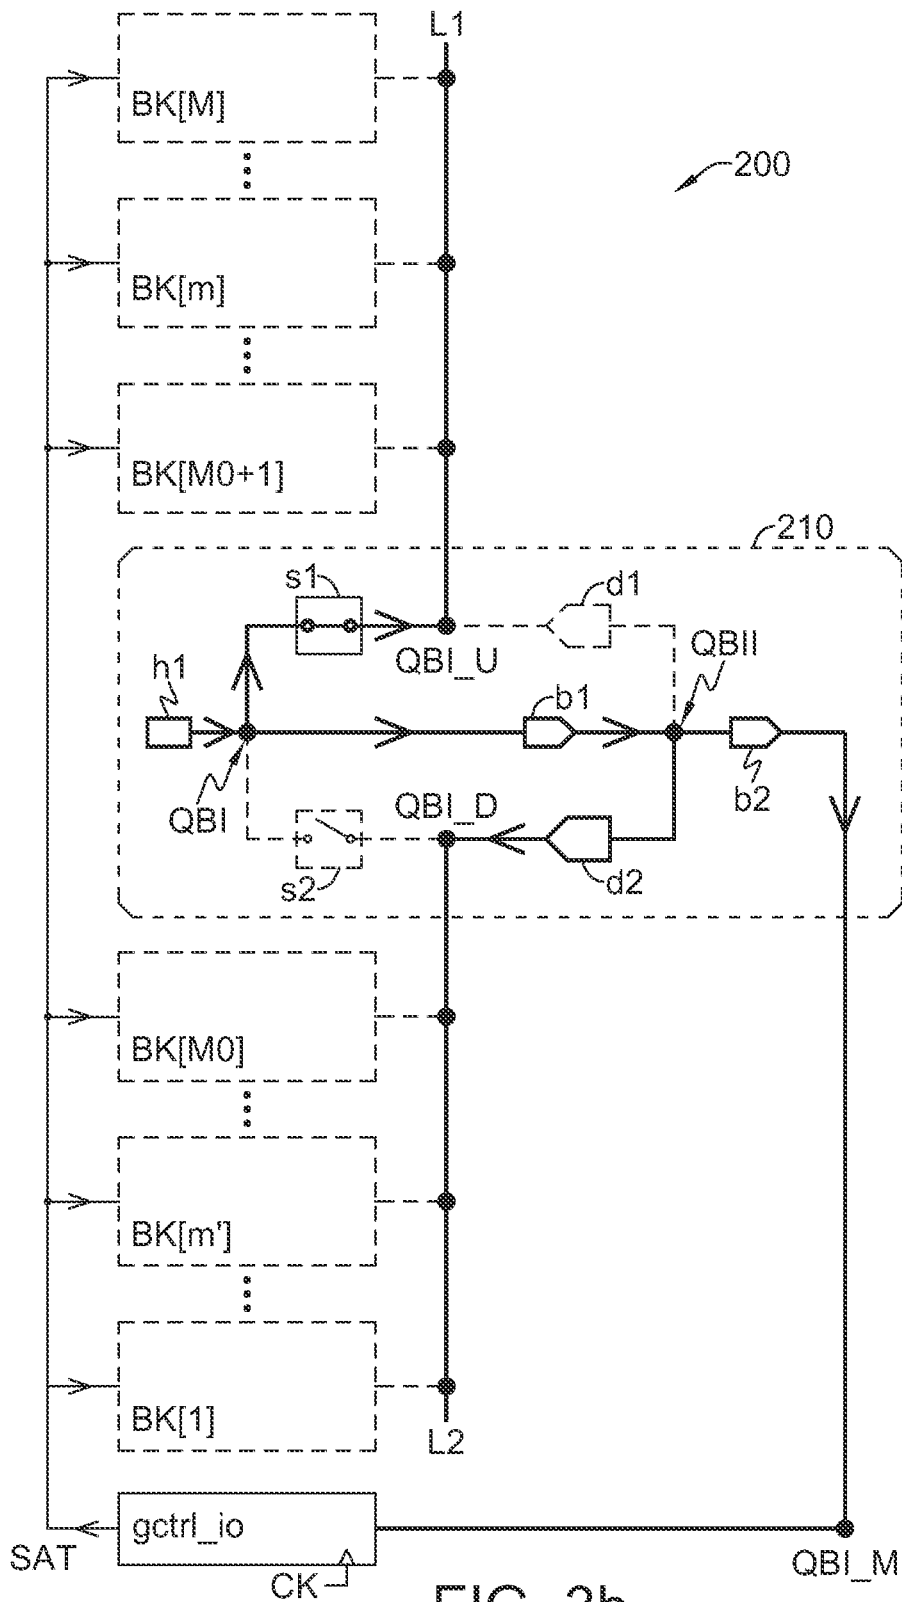 L1
BK[M]
200
BK[m]
BK[M0+1]
210
s1
d1
QBI_U
QBII
h1
b1
QBI
QBI_D
b2
s2
d2
BK[M0]
BK[m']
BK[1]
L2
gctrl_io
SAT
CK
QBI_M